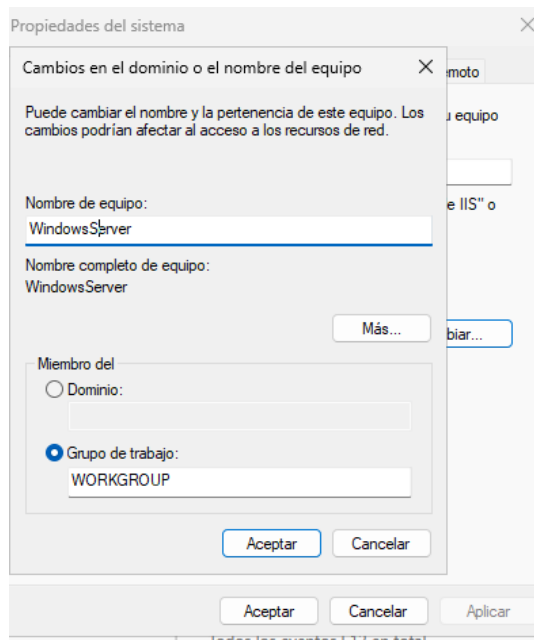 Propiedades del sistema
Cambios en el dominio o el nombre del equipo
emoto
Puede cambiar el nombre y la pertenencia de este equipo. Los
cambios podrían afectar al acceso a los recursos de red.
u equipo
e IIS" o
Nombre de equipo:
WindowsServer
Nombre completo de equipo:
WindowsServer
Más...
biar...
Miembro del
Dominio:
Grupo de trabajo:
WORKGROUP
Aceptar Cancelar
Aceptar Cancelar Aplicar